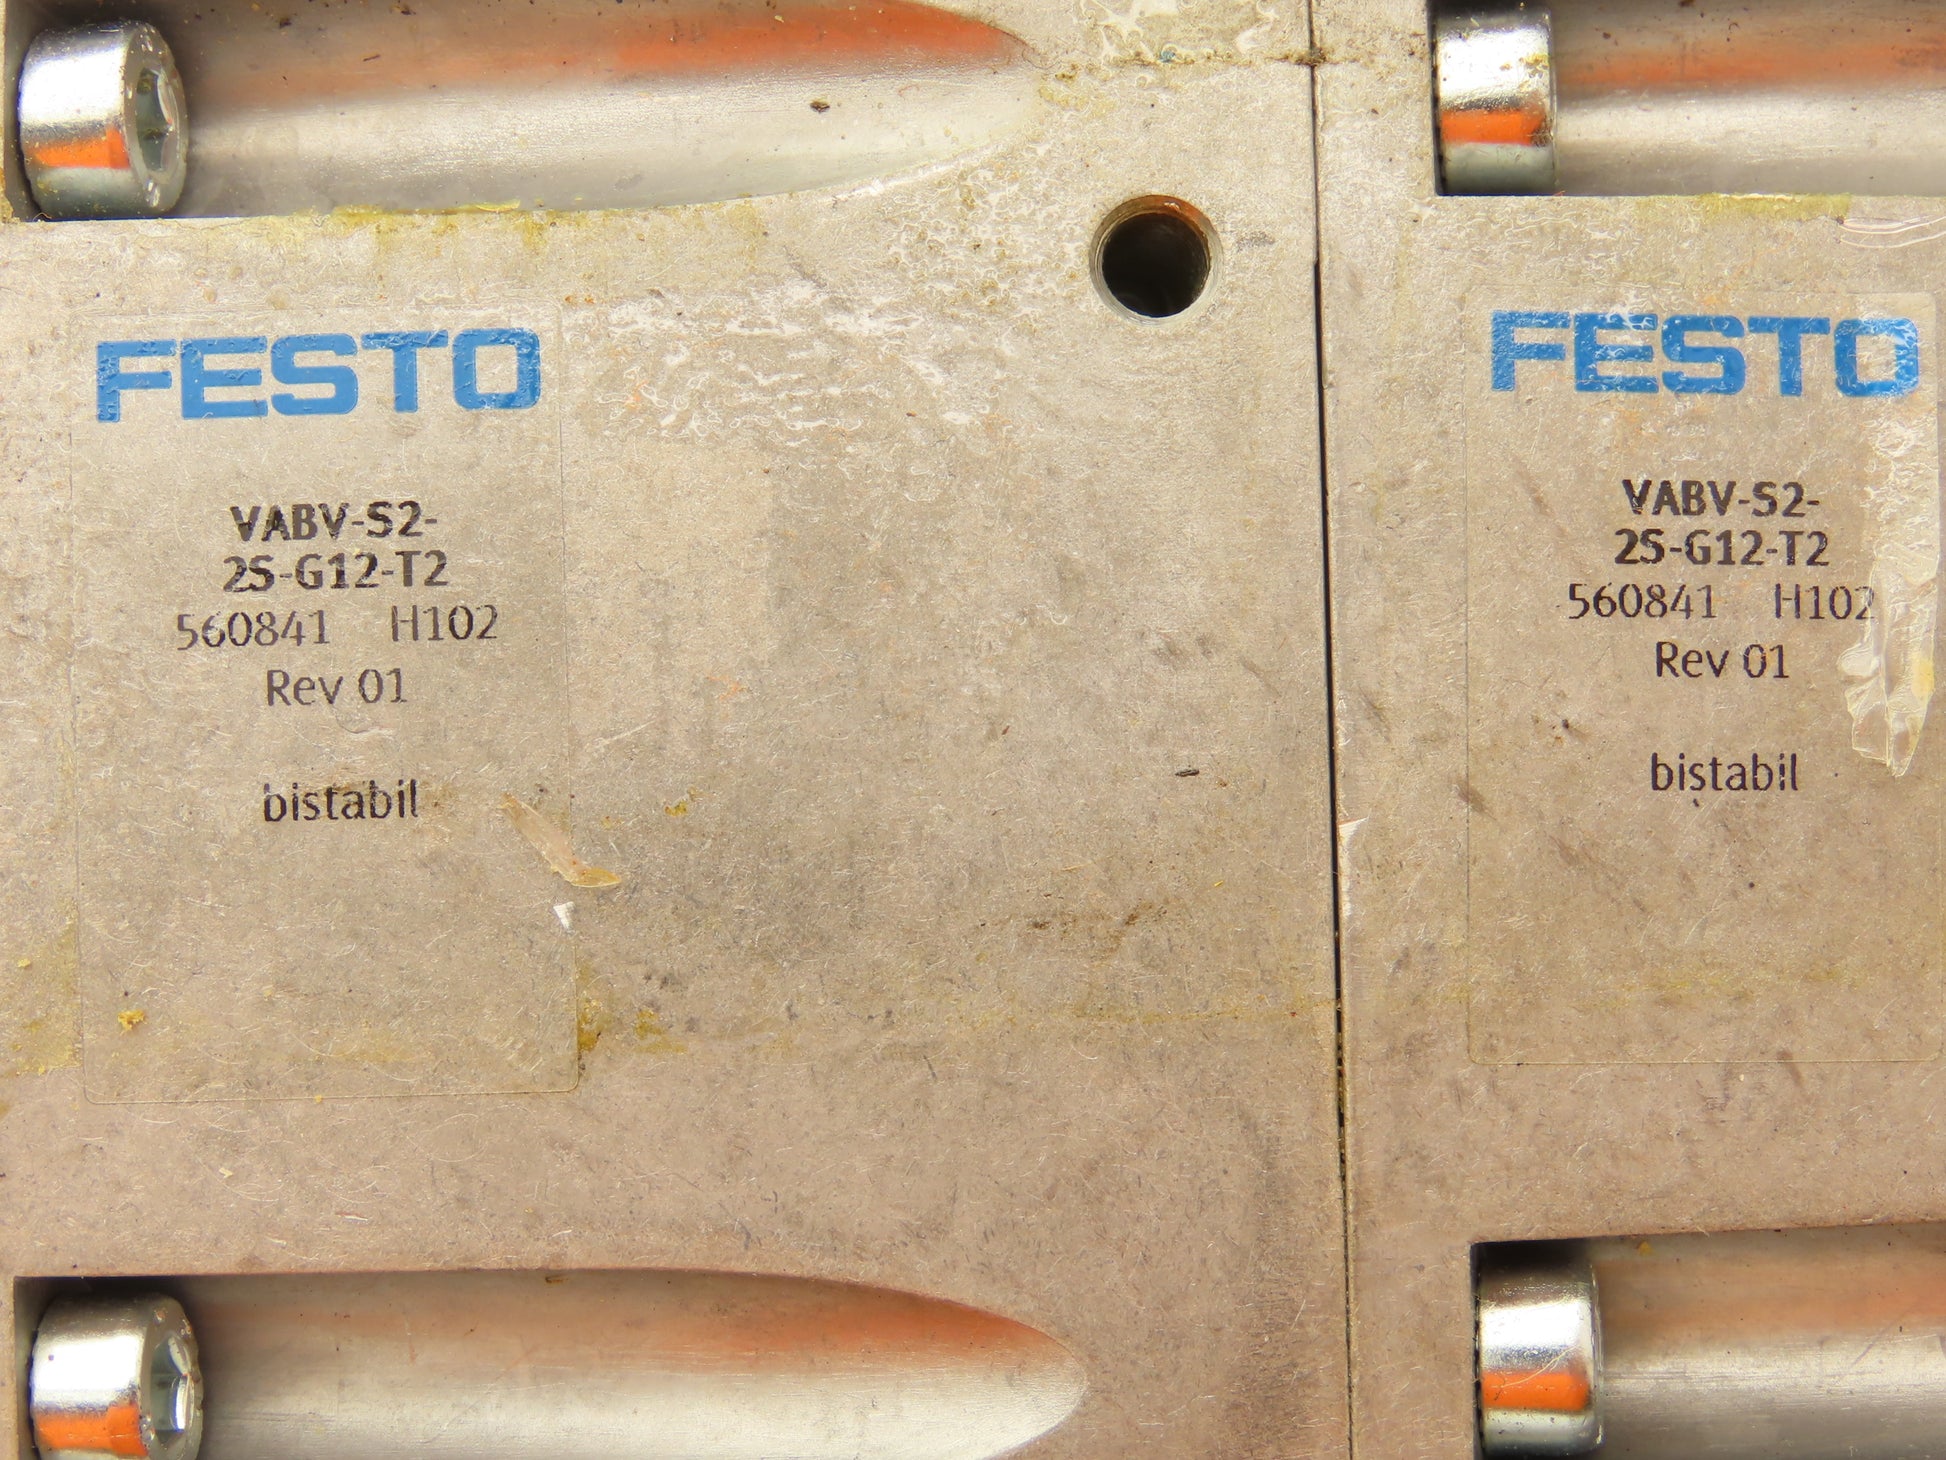 FESTO
VABV-S2-
2S-G12-T2
560841 H102
Rev 01
bistabil
FESTO
VABV-S2-
2S-G12-T2
560841 H102
Rev 01
bistabil